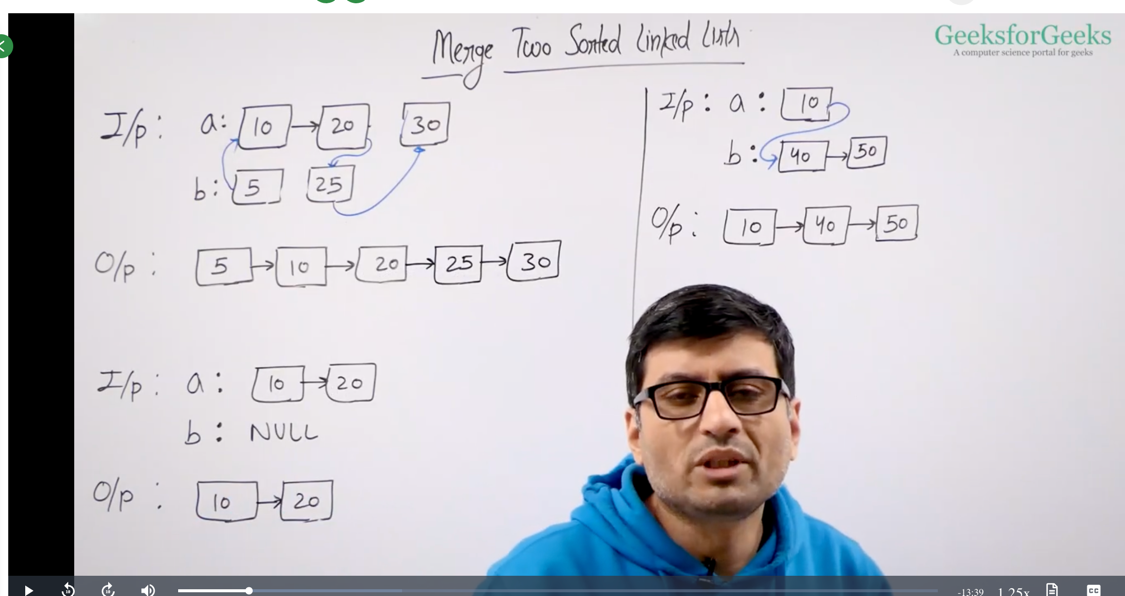 Merge Two Sorted Linked Lists
GeeksforGeeks
A computer science portal for geeks
I/p: a: 10 → 20 30
b: 5 25
O/p: 5 → 10 → 20 → 25 → 30
I/p: a: 10 → 20
b: NULL
O/p: 10 → 20
I/p: a: 10
b: 40 → 50
O/p: 10 → 40 → 50
-13:39 1.25x CC